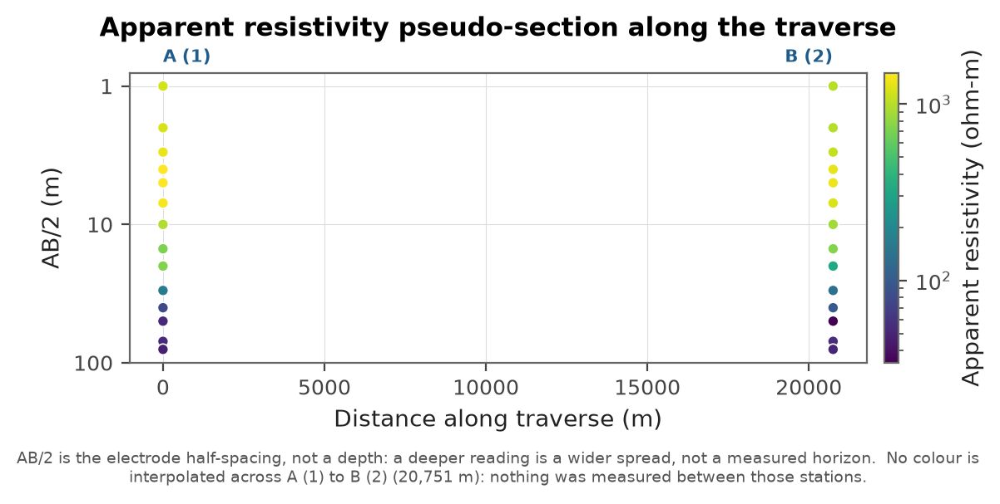 Apparent resistivity pseudo-section along the traverse
A (1)
B (2)
1
10
100
AB/2 (m)
0
5000
10000
15000
20000
Distance along traverse (m)
10³
10²
Apparent resistivity (ohm-m)
AB/2 is the electrode half-spacing, not a depth: a deeper reading is a wider spread, not a measured horizon. No colour is
interpolated across A (1) to B (2) (20,751 m): nothing was measured between those stations.